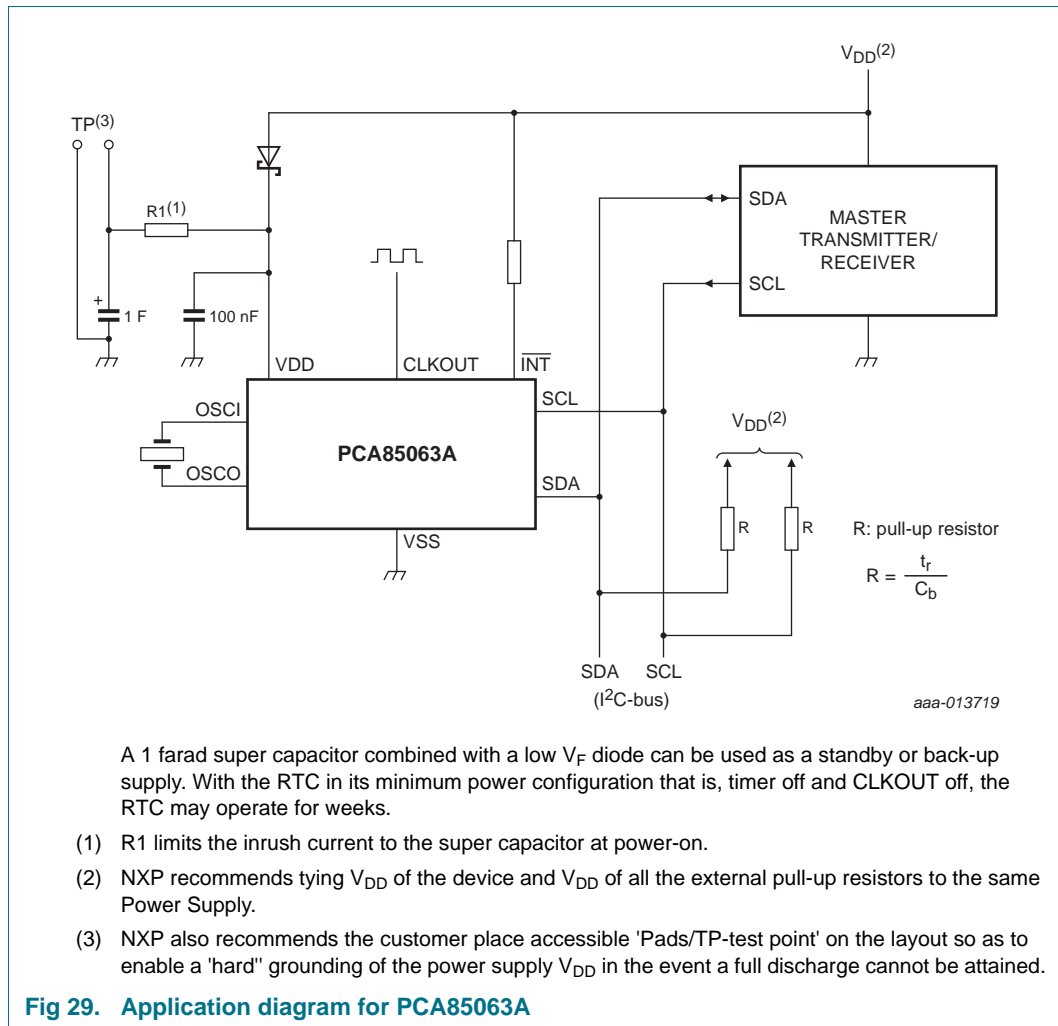 V_DD(2)
TP(3)
R1(1)
SDA
MASTER
TRANSMITTER/
RECEIVER
SCL
+
1 F
100 nF
VDD
CLKOUT
INT
OSCI
SCL
V_DD(2)
PCA85063A
OSCO
SDA
R
R
R: pull-up resistor
VSS
R = t_r / C_b
SDA
SCL
(I²C-bus)
aaa-013719
A 1 farad super capacitor combined with a low V_F diode can be used as a standby or back-up
supply. With the RTC in its minimum power configuration that is, timer off and CLKOUT off, the
RTC may operate for weeks.
(1) R1 limits the inrush current to the super capacitor at power-on.
(2) NXP recommends tying V_DD of the device and V_DD of all the external pull-up resistors to the same
Power Supply.
(3) NXP also recommends the customer place accessible 'Pads/TP-test point' on the layout so as to
enable a 'hard'' grounding of the power supply V_DD in the event a full discharge cannot be attained.
Fig 29. Application diagram for PCA85063A